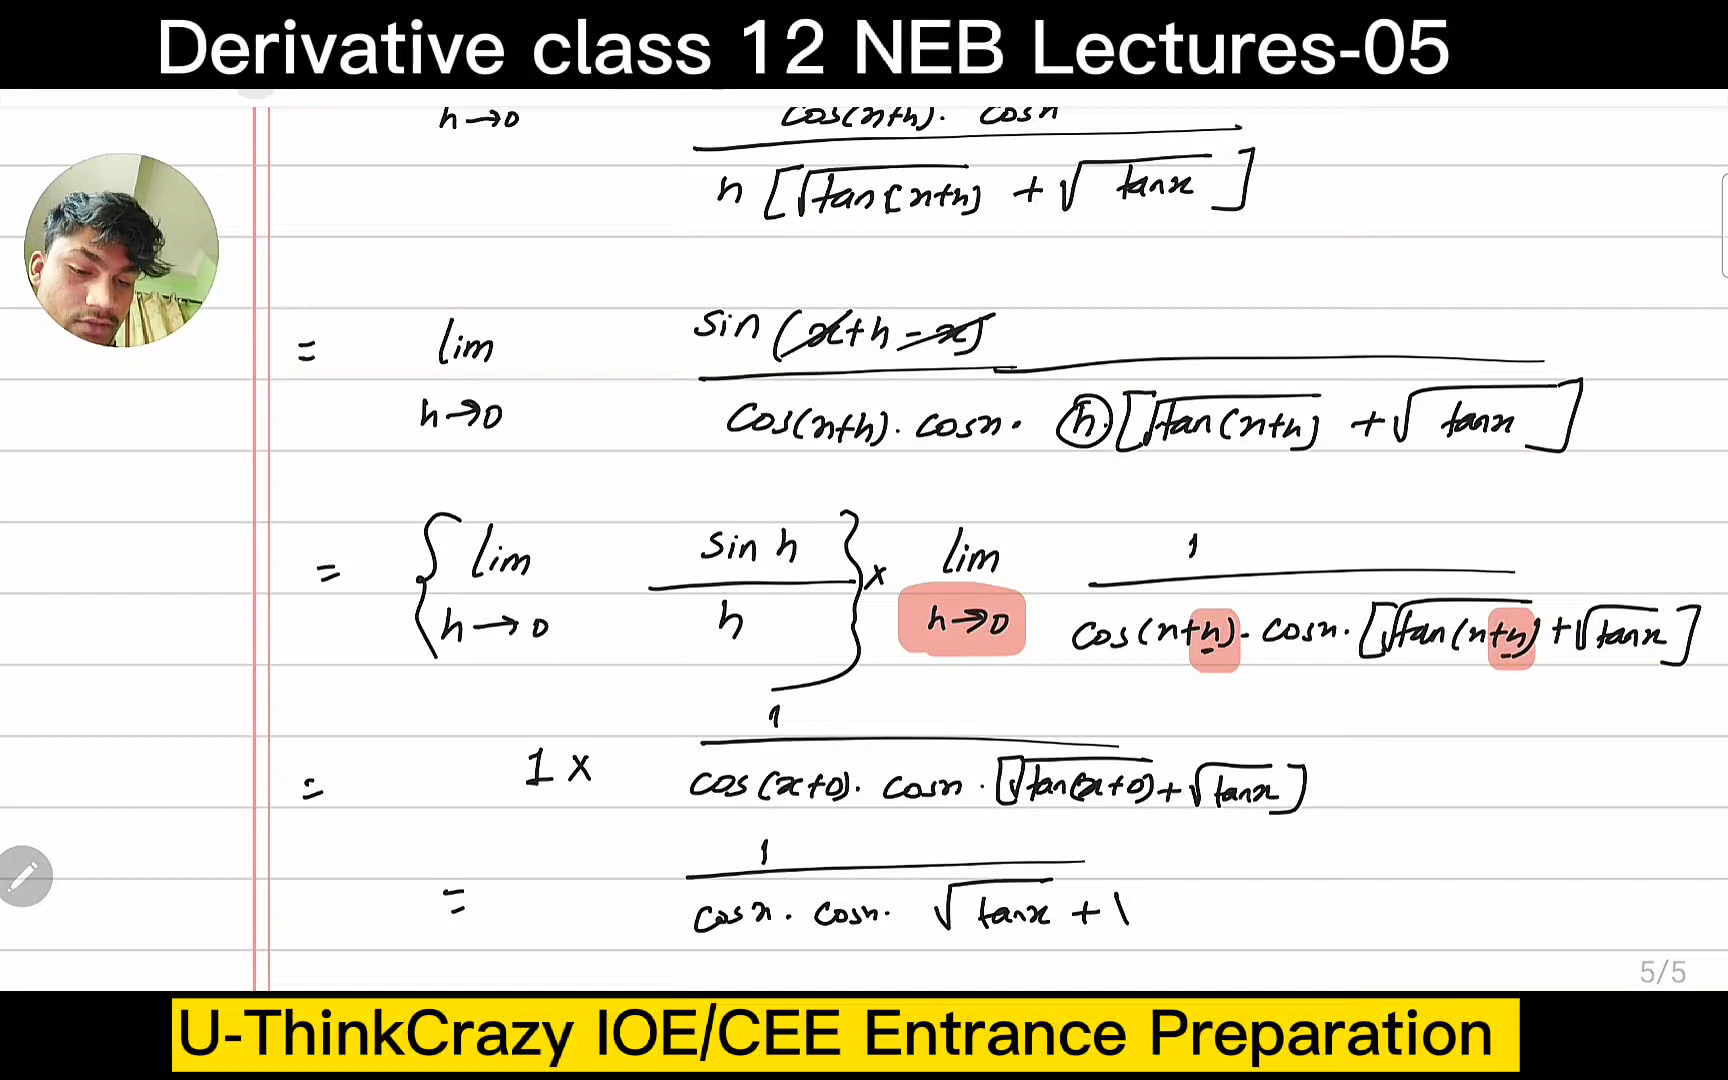 Derivative class 12 NEB Lectures-05
h→0 cos(x+h). cosx
h [√tan(x+h) + √tanx]
= lim sin(x+h-x)
h→0 cos(x+h). cosx. h.[√tan(x+h) + √tanx]
= { lim sin h } × lim 1
h→0 h h→0 cos(x+h). cosx. [√tan(x+h) + √tanx]
= 1 × 1
cos(x+0). cosx. [√tan(x+0) + √tanx]
= 1
cosx. cosx. √tanx + \
5/5
U-ThinkCrazy IOE/CEE Entrance Preparation